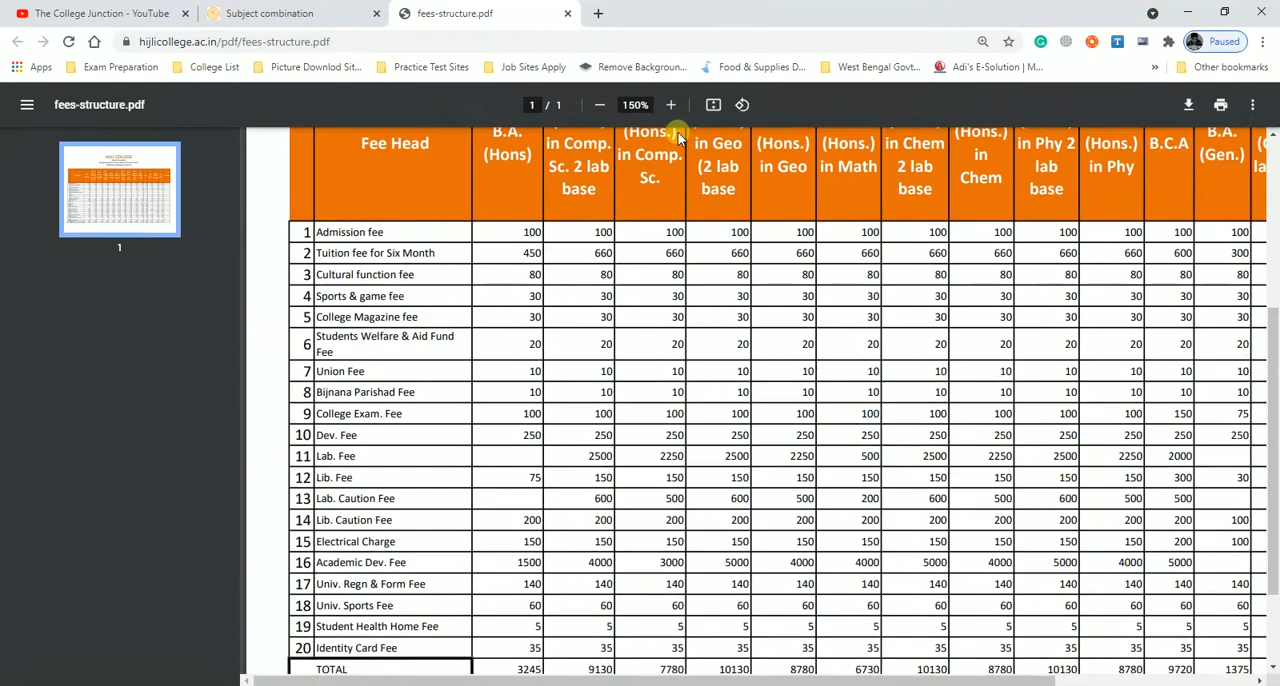 The College Junction - YouTube
Subject combination
fees-structure.pdf
hijlicollege.ac.in/pdf/fees-structure.pdf
Paused
Apps
Exam Preparation
College List
Picture Downlod Sit...
Practice Test Sites
Job Sites Apply
Remove Backgroun...
Food & Supplies D...
West Bengal Govt...
Adi's E-Solution | M...
»
Other bookmarks
fees-structure.pdf
1 / 1
150%
1
Fee Head
B.A. (Hons)
in Comp. Sc. 2 lab base
(Hons.) in Comp. Sc.
in Geo (2 lab base
(Hons.) in Geo
(Hons.) in Math
in Chem 2 lab base
(Hons.) in Chem
in Phy 2 lab base
(Hons.) in Phy
B.C.A
B.A. (Gen.)
1 Admission fee 100 100 100 100 100 100 100 100 100 100 100 100
2 Tuition fee for Six Month 450 660 660 660 660 660 660 660 660 660 600 300
3 Cultural function fee 80 80 80 80 80 80 80 80 80 80 80 80
4 Sports & game fee 30 30 30 30 30 30 30 30 30 30 30 30
5 College Magazine fee 30 30 30 30 30 30 30 30 30 30 30 30
6 Students Welfare & Aid Fund
Fee 20 20 20 20 20 20 20 20 20 20 20 20
7 Union Fee 10 10 10 10 10 10 10 10 10 10 10 10
8 Bijnana Parishad Fee 10 10 10 10 10 10 10 10 10 10 10 10
9 College Exam. Fee 100 100 100 100 100 100 100 100 100 100 150 75
10 Dev. Fee 250 250 250 250 250 250 250 250 250 250 250 250
11 Lab. Fee 2500 2250 2500 2250 500 2500 2250 2500 2250 2000
12 Lib. Fee 75 150 150 150 150 150 150 150 150 150 300 30
13 Lab. Caution Fee 600 500 600 500 200 600 500 600 500 500
14 Lib. Caution Fee 200 200 200 200 200 200 200 200 200 200 200 100
15 Electrical Charge 150 150 150 150 150 150 150 150 150 150 200 100
16 Academic Dev. Fee 1500 4000 3000 5000 4000 4000 5000 4000 5000 4000 5000
17 Univ. Regn & Form Fee 140 140 140 140 140 140 140 140 140 140 140 140
18 Univ. Sports Fee 60 60 60 60 60 60 60 60 60 60 60 60
19 Student Health Home Fee 5 5 5 5 5 5 5 5 5 5 5 5
20 Identity Card Fee 35 35 35 35 35 35 35 35 35 35 35 35
TOTAL 3245 9130 7780 10130 8780 6730 10130 8780 10130 8780 9720 1375